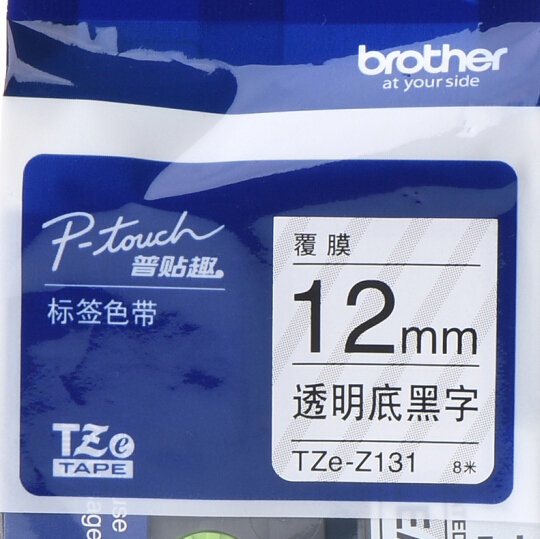 brother
at your side
P-touch
普贴趣
标签色带
TZe
TAPE
覆膜
12mm
透明底黑字
TZe-Z131 8米
use